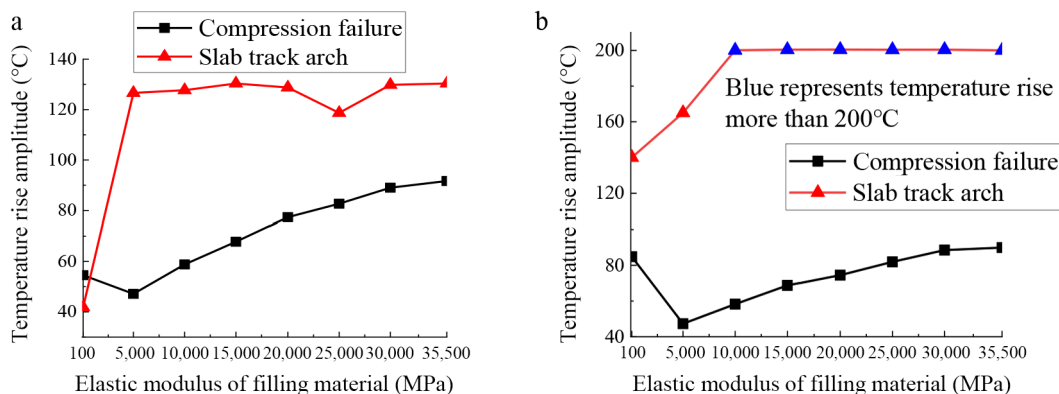 a
Compression failure
Slab track arch
Temperature rise amplitude (°C)
140
120
100
80
60
40
100 5,000 10,000 15,000 20,000 25,000 30,000 35,500
Elastic modulus of filling material (MPa)
b
Temperature rise amplitude (°C)
200
160
120
80
40
Blue represents temperature rise
more than 200°C
Compression failure
Slab track arch
100 5,000 10,000 15,000 20,000 25,000 30,000 35,500
Elastic modulus of filling material (MPa)